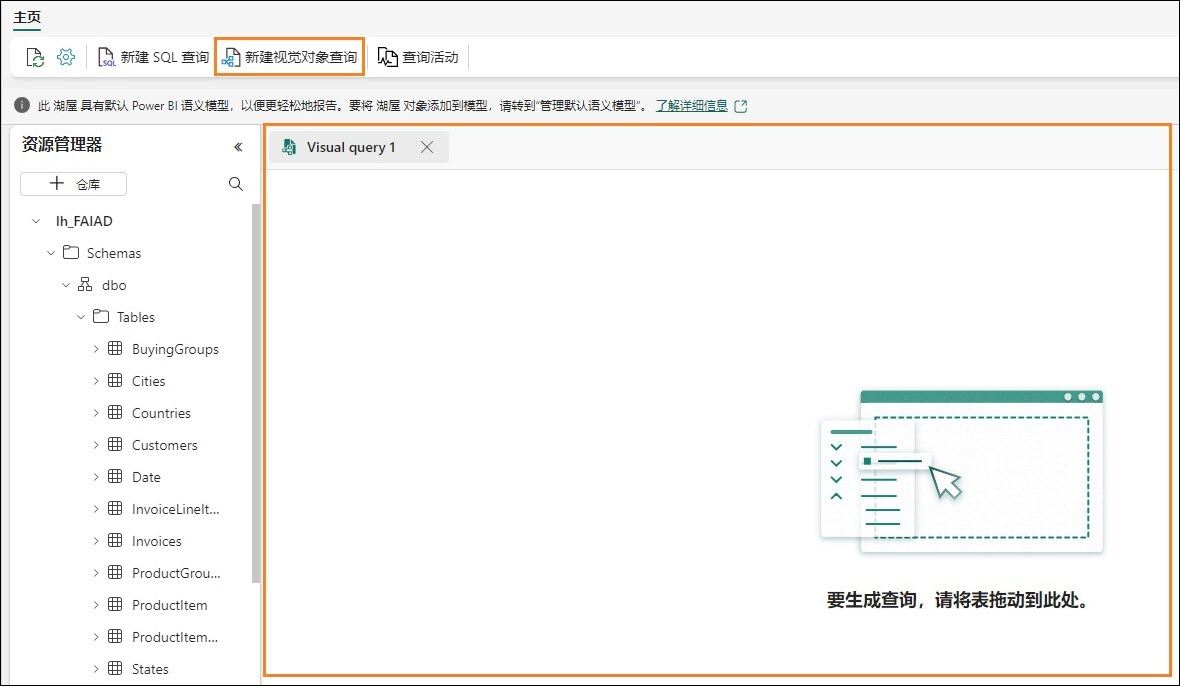 主页
新建 SQL 查询 新建视觉对象查询 查询活动
此 湖屋 具有默认 Power BI 语义模型，以便更轻松地报告。要将 湖屋 对象添加到模型，请转到“管理默认语义模型”。 了解详细信息
资源管理器
Visual query 1
仓库
lh_FAIAD
Schemas
dbo
Tables
BuyingGroups
Cities
Countries
Customers
Date
InvoiceLineIt...
Invoices
ProductGrou...
ProductItem
ProductItem...
States
要生成查询，请将表拖动到此处。